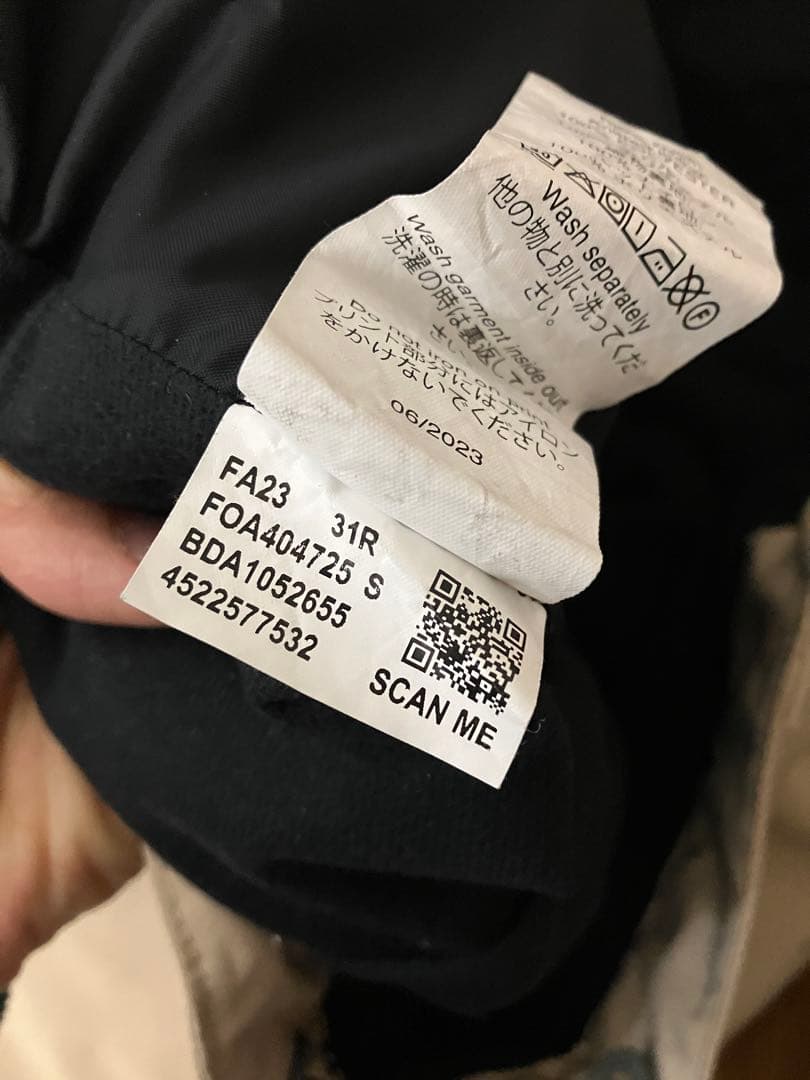 Wash separately
他の物と別に洗ってくだ
さい。
Wash garment inside out
洗濯の時は裏返して
さい
Do not iron on
プリント部分にはアイロン
をかけないでください。
06/2023
FA23 31R
FOA404725 S
BDA1052655
4522577532
SCAN ME